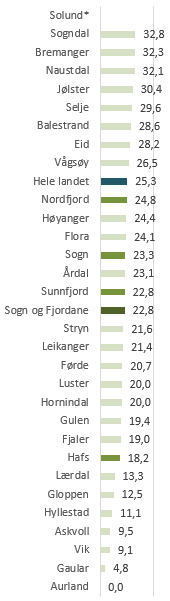 Solund*
Sogndal 32,8
Bremanger 32,3
Naustdal 32,1
Jølster 30,4
Selje 29,6
Balestrand 28,6
Eid 28,2
Vågsøy 26,5
Hele landet 25,3
Nordfjord 24,8
Høyanger 24,4
Flora 24,1
Sogn 23,3
Årdal 23,1
Sunnfjord 22,8
Sogn og Fjordane 22,8
Stryn 21,6
Leikanger 21,4
Førde 20,7
Luster 20,0
Hornindal 20,0
Gulen 19,4
Fjaler 19,0
Hafs 18,2
Lærdal 13,3
Gloppen 12,5
Hyllestad 11,1
Askvoll 9,5
Vik 9,1
Gaular 4,8
Aurland 0,0